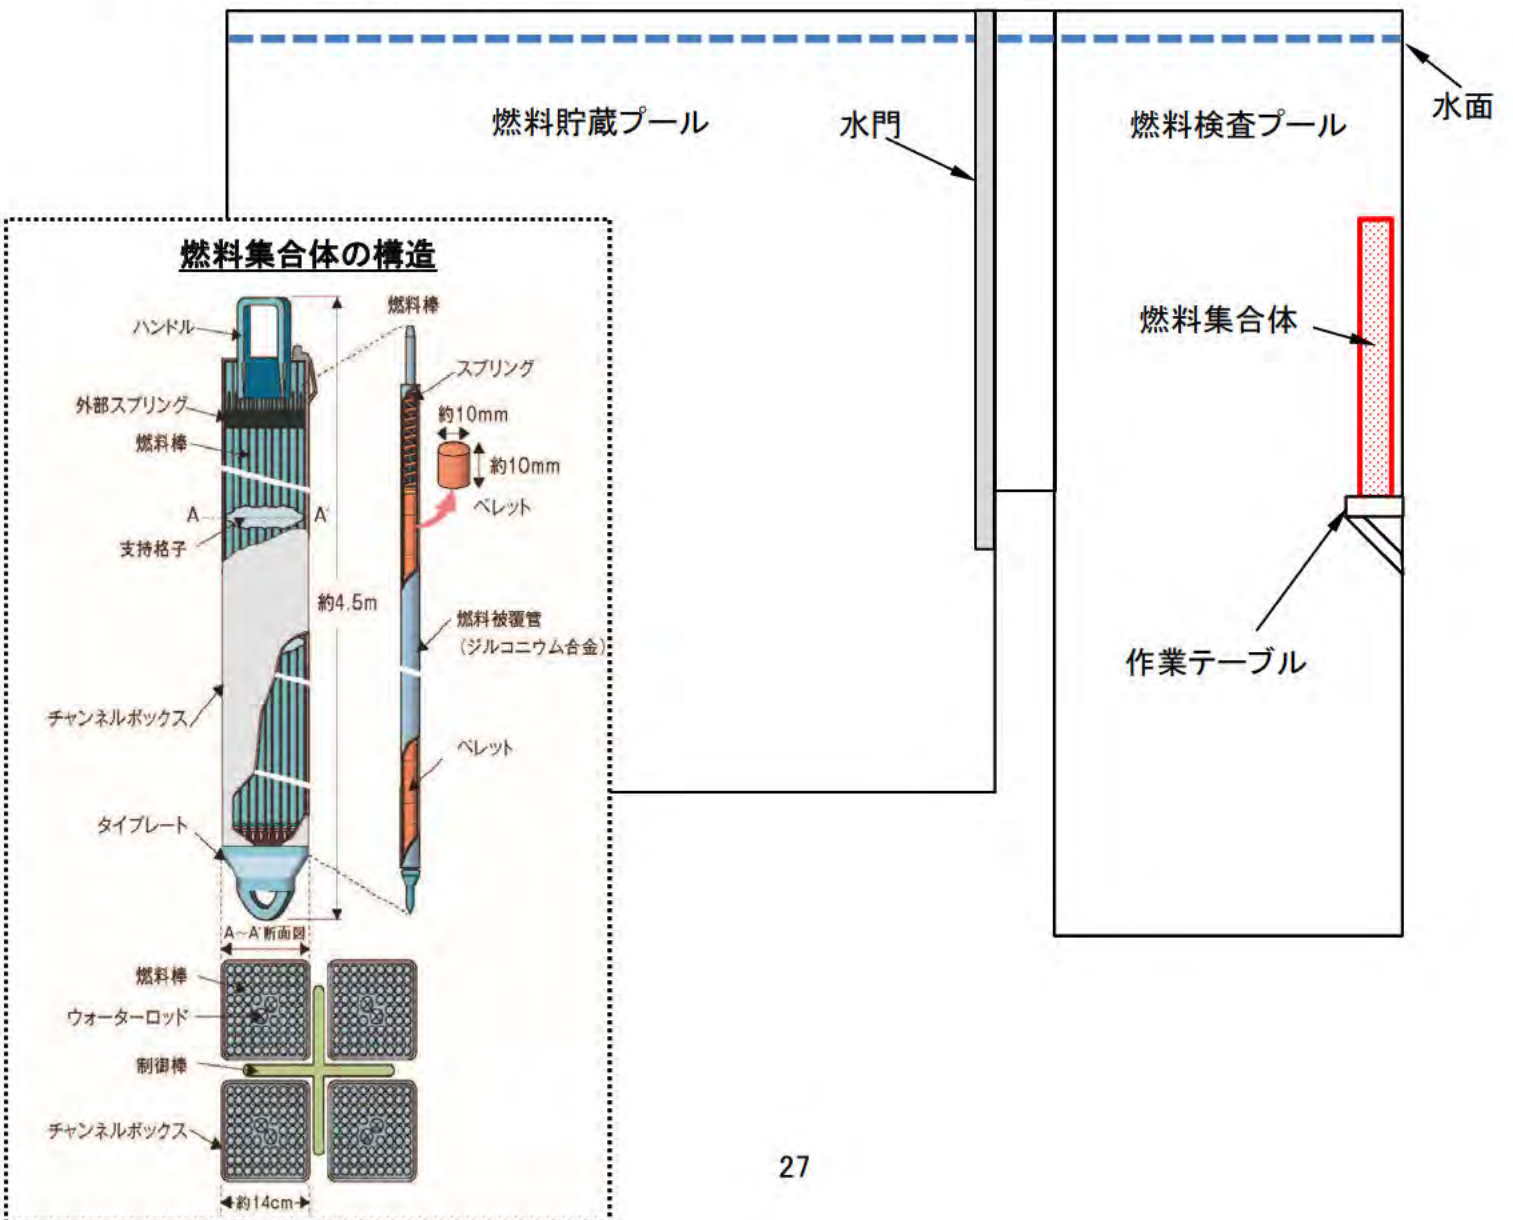 燃料貯蔵プール
水門
燃料検査プール
水面
燃料集合体
作業テーブル
燃料集合体の構造
ハンドル
外部スプリング
燃料棒
A
A'
支持格子
約4.5m
チャンネルボックス
タイプレート
燃料棒
スプリング
約10mm
約10mm
ペレット
燃料被覆管
(ジルコニウム合金)
ペレット
A~A'断面図
燃料棒
ウォーターロッド
制御棒
チャンネルボックス
約14cm
27